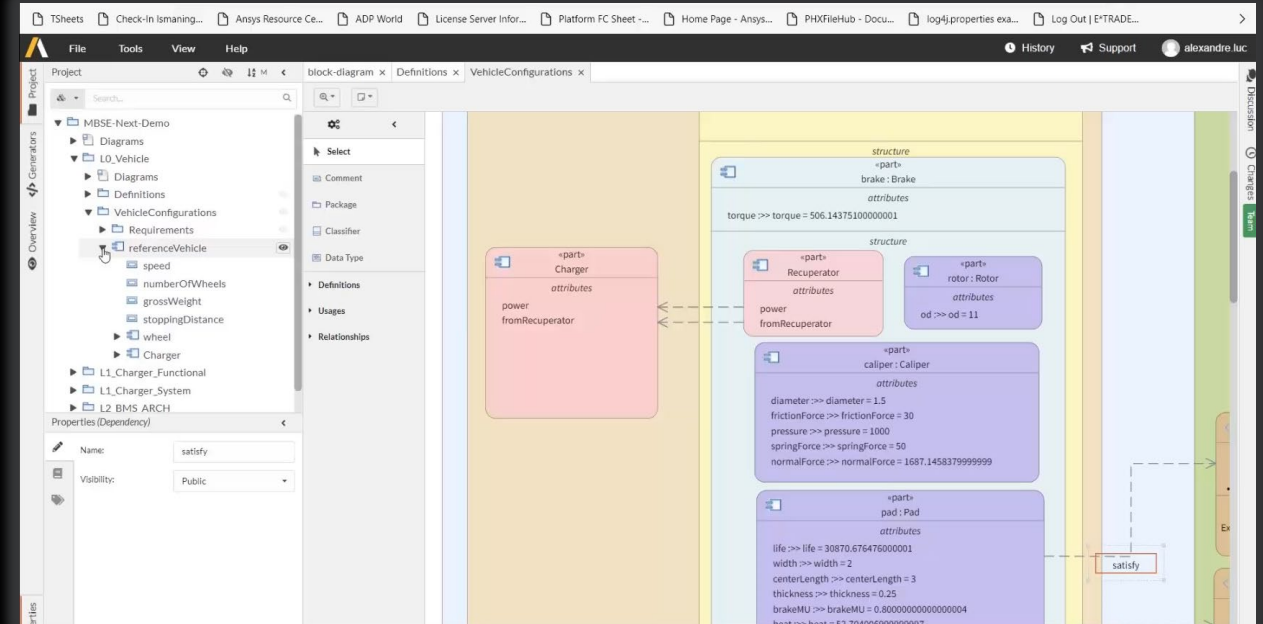 TSheets Check-In Ismaning... Ansys Resource Ce... ADP World License Server Infor... Platform FC Sheet -... Home Page - Ansys... PHXFileHub - Docu... log4j.properties exa... Log Out | E*TRADE...
File Tools View Help History Support alexandre.luc
Project
Generators
Overview
Project
Search...
MBSE-Next-Demo
Diagrams
L0_Vehicle
Diagrams
Definitions
VehicleConfigurations
Requirements
referenceVehicle
speed
numberOfWheels
grossWeight
stoppingDistance
wheel
Charger
L1_Charger_Functional
L1_Charger_System
L2_BMS_ARCH
Properties (Dependency)
Name: satisfy
Visibility: Public
block-diagram × Definitions × VehicleConfigurations ×
Select
Comment
Package
Classifier
Data Type
Definitions
Usages
Relationships
«part»
Charger
attributes
power
fromRecuperator
structure
«part»
brake : Brake
attributes
torque :>> torque = 506.14375100000001
structure
«part»
Recuperator
attributes
power
fromRecuperator
«part»
rotor : Rotor
attributes
od :>> od = 11
«part»
caliper : Caliper
attributes
diameter :>> diameter = 1.5
frictionForce :>> frictionForce = 30
pressure :>> pressure = 1000
springForce :>> springForce = 50
normalForce :>> normalForce = 1687.1458379999999
«part»
pad : Pad
attributes
life :>> life = 30870.676476000001
width :>> width = 2
centerLength :>> centerLength = 3
thickness :>> thickness = 0.25
brakeMU :>> brakeMU = 0.80000000000000004
satisfy
Ex
Discussion
Changes
Team